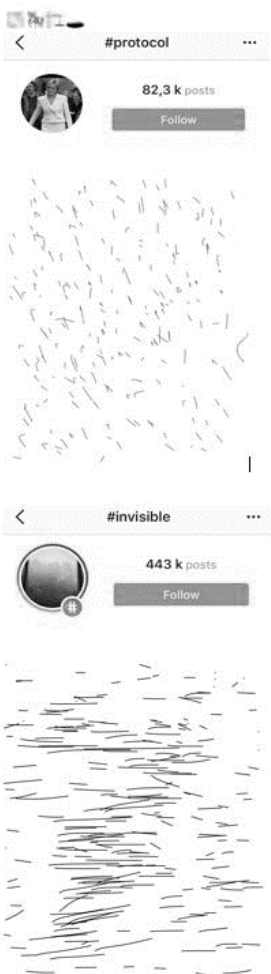 #protocol
82,3 k posts
Follow
#invisible
443 k posts
#
Follow